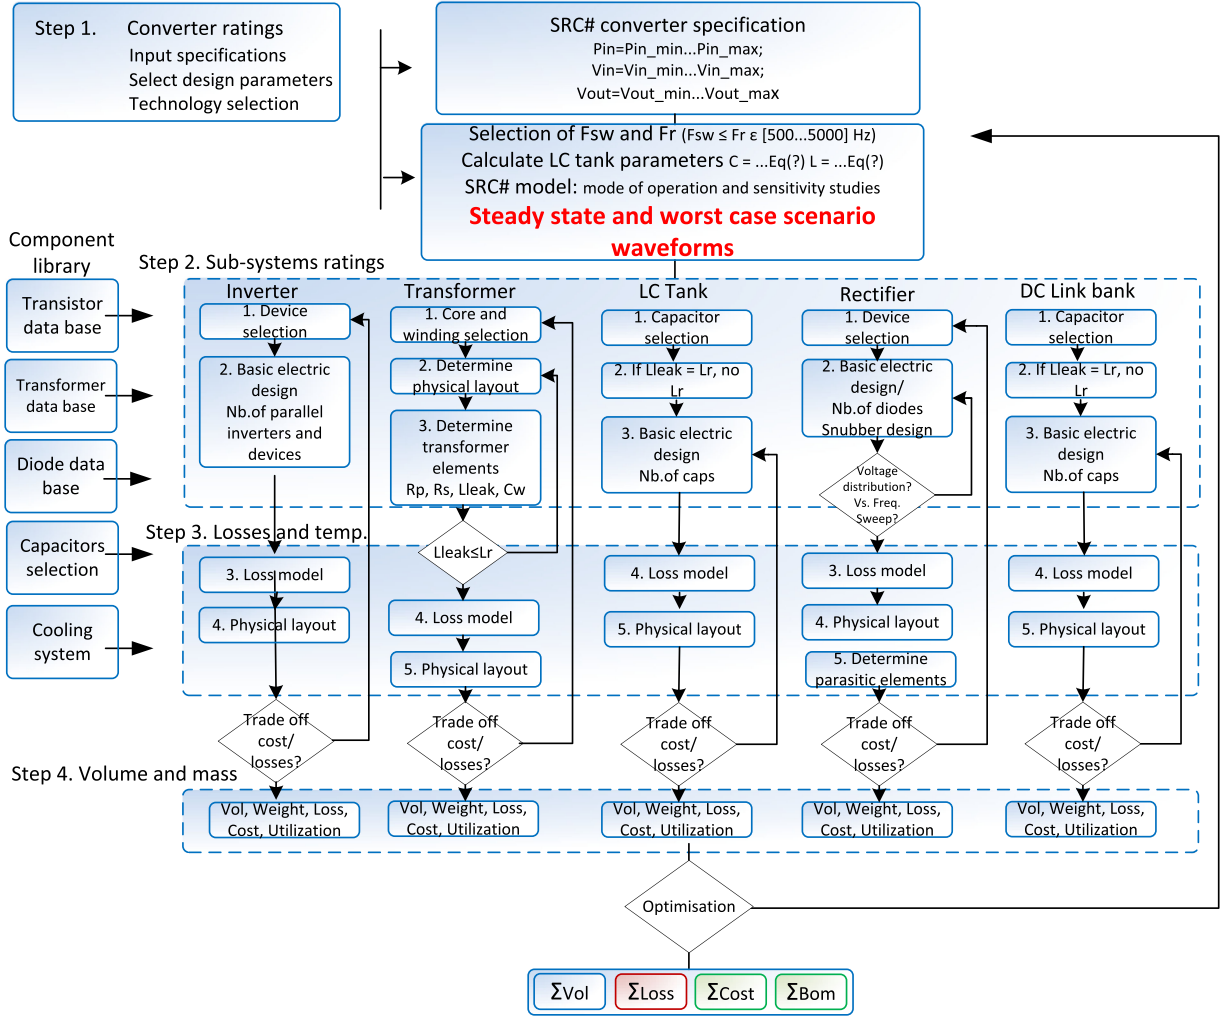 Step 1. Converter ratings
Input specifications
Select design parameters
Technology selection
SRC# converter specification
Pin=Pin_min...Pin_max;
Vin=Vin_min...Vin_max;
Vout=Vout_min...Vout_max
Selection of Fsw and Fr (Fsw ≤ Fr ε [500...5000] Hz)
Calculate LC tank parameters C = ...Eq(?) L = ...Eq(?)
SRC# model: mode of operation and sensitivity studies
Steady state and worst case scenario
waveforms
Component
library
Transistor
data base
Transformer
data base
Diode data
base
Capacitors
selection
Cooling
system
Step 2. Sub-systems ratings
Inverter
1. Device
selection
2. Basic electric
design
Nb.of parallel
inverters and
devices
Transformer
1. Core and
winding selection
2. Determine
physical layout
3. Determine
transformer
elements
Rp, Rs, Lleak, Cw
Lleak≤Lr
LC Tank
1. Capacitor
selection
2. If Lleak = Lr, no
Lr
3. Basic electric
design
Nb.of caps
Rectifier
1. Device
selection
2. Basic electric
design/
Nb.of diodes
Snubber design
Voltage
distribution?
Vs. Freq.
Sweep?
DC Link bank
1. Capacitor
selection
2. If Lleak = Lr, no
Lr
3. Basic electric
design
Nb.of caps
Step 3. Losses and temp.
3. Loss model
4. Physical layout
4. Loss model
5. Physical layout
4. Loss model
5. Physical layout
3. Loss model
4. Physical layout
5. Determine
parasitic elements
4. Loss model
5. Physical layout
Trade off
cost/
losses?
Trade off
cost/
losses?
Trade off
cost/
losses?
Trade off
cost/
losses?
Trade off
cost/
losses?
Step 4. Volume and mass
Vol, Weight, Loss,
Cost, Utilization
Vol, Weight, Loss,
Cost, Utilization
Vol, Weight, Loss,
Cost, Utilization
Vol, Weight, Loss,
Cost, Utilization
Vol, Weight, Loss,
Cost, Utilization
Optimisation
ΣVol
ΣLoss
ΣCost
ΣBom